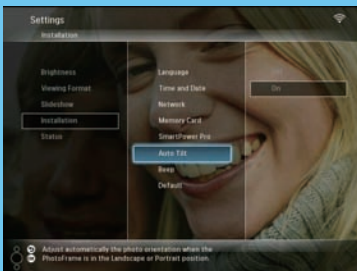 Settings
Installation
Brightness
Viewing Format
Slideshow
Installation
Status
Language
Time and Date
Network
Memory Card
SmartPower Pro
Auto Tilt
Beep
Default
On
Adjust automatically the photo orientation when the
PhotoFrame is in the Landscape or Portrait position.